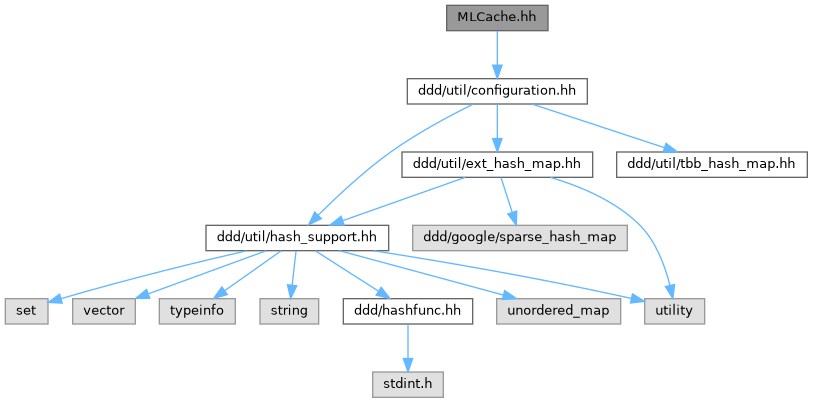 MLCache.hh
ddd/util/configuration.hh
ddd/util/ext_hash_map.hh
ddd/util/tbb_hash_map.hh
ddd/util/hash_support.hh
ddd/google/sparse_hash_map
set
vector
typeinfo
string
ddd/hashfunc.hh
unordered_map
utility
stdint.h